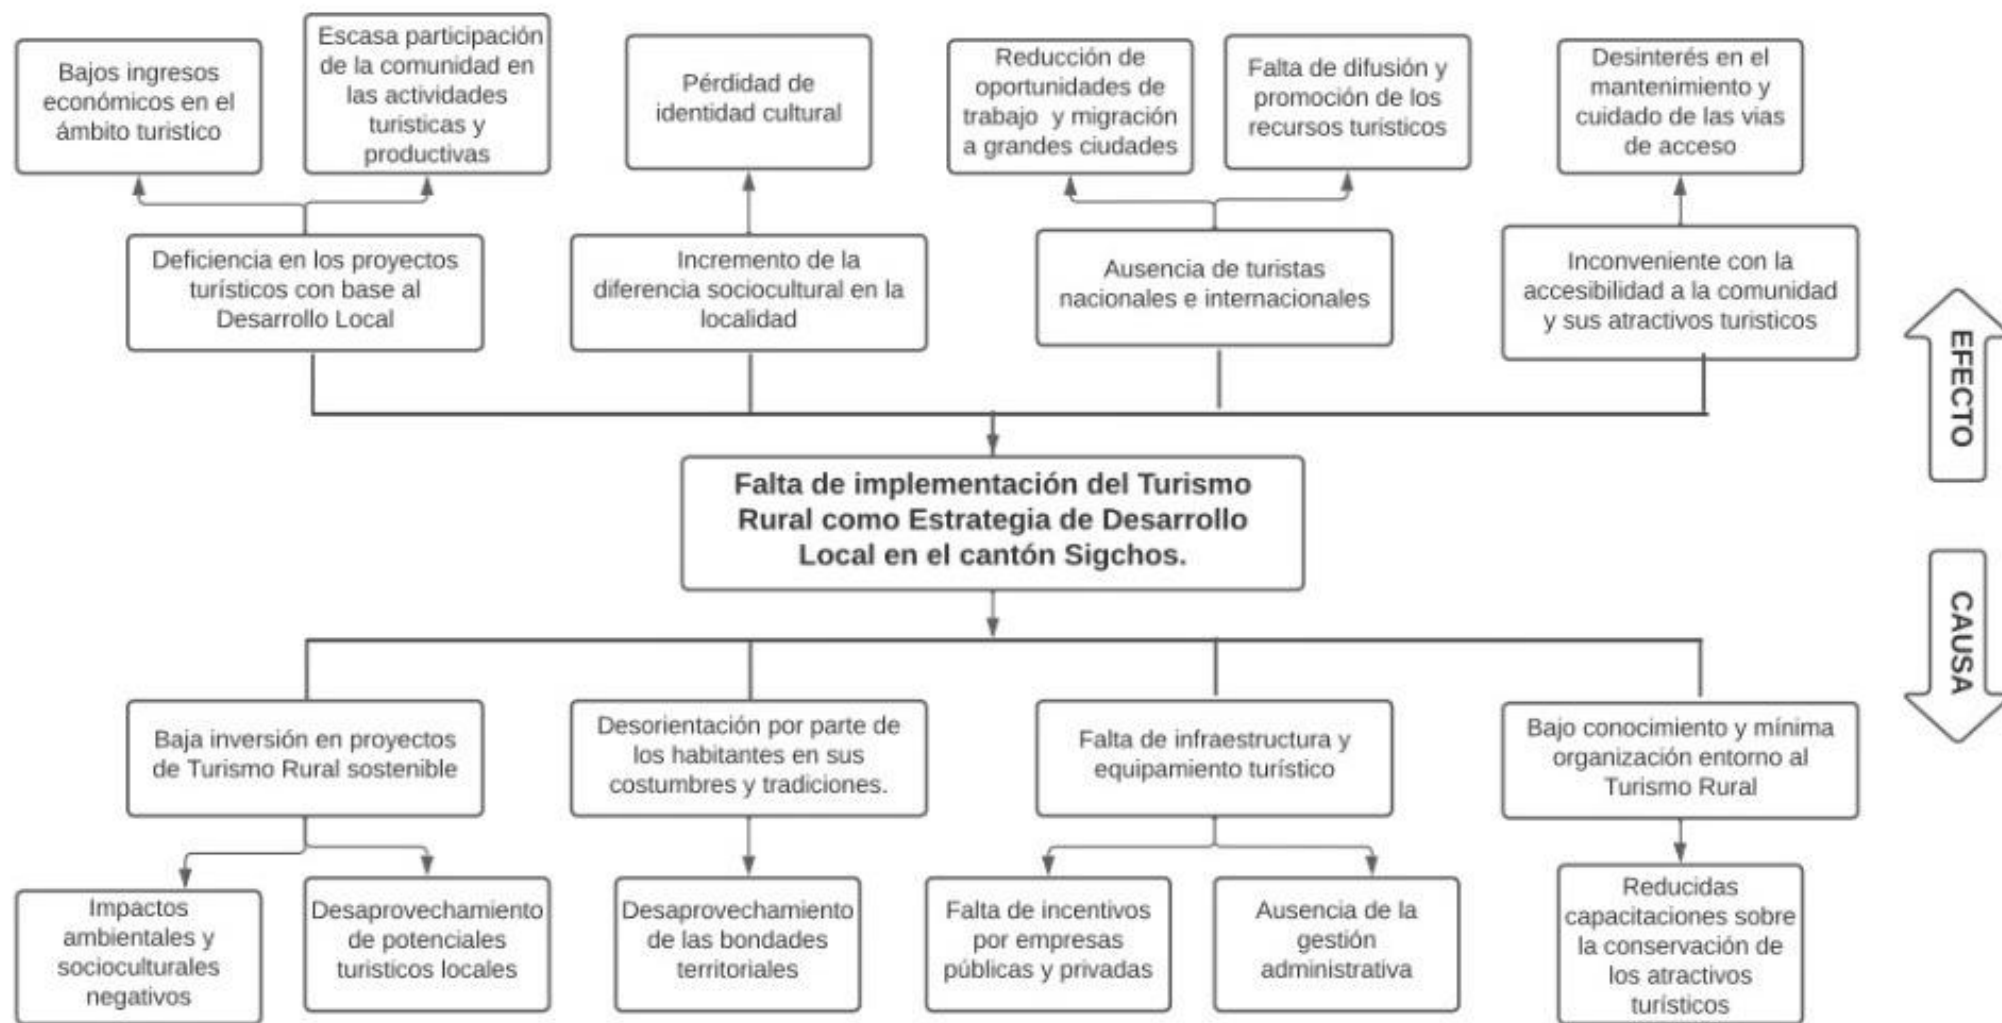 Bajos ingresos
económicos en el
ámbito turistico
Escasa participación
de la comunidad en
las actividades
turisticas y
productivas
Pérdidad de
identidad cultural
Reducción de
oportunidades de
trabajo y migración
a grandes ciudades
Falta de difusión y
promoción de los
recursos turisticos
Desinterés en el
mantenimiento y
cuidado de las vias
de acceso
Deficiencia en los proyectos
turísticos con base al
Desarrollo Local
Incremento de la
diferencia sociocultural en la
localidad
Ausencia de turistas
nacionales e internacionales
Inconveniente con la
accesibilidad a la comunidad
y sus atractivos turisticos
EFECTO
Falta de implementación del Turismo
Rural como Estrategia de Desarrollo
Local en el cantón Sigchos.
CAUSA
Baja inversión en proyectos
de Turismo Rural sostenible
Desorientación por parte de
los habitantes en sus
costumbres y tradiciones.
Falta de infraestructura y
equipamiento turístico
Bajo conocimiento y mínima
organización entorno al
Turismo Rural
Impactos
ambientales y
socioculturales
negativos
Desaprovechamiento
de potenciales
turisticos locales
Desaprovechamiento
de las bondades
territoriales
Falta de incentivos
por empresas
públicas y privadas
Ausencia de la
gestión
administrativa
Reducidas
capacitaciones sobre
la conservación de
los atractivos
turísticos